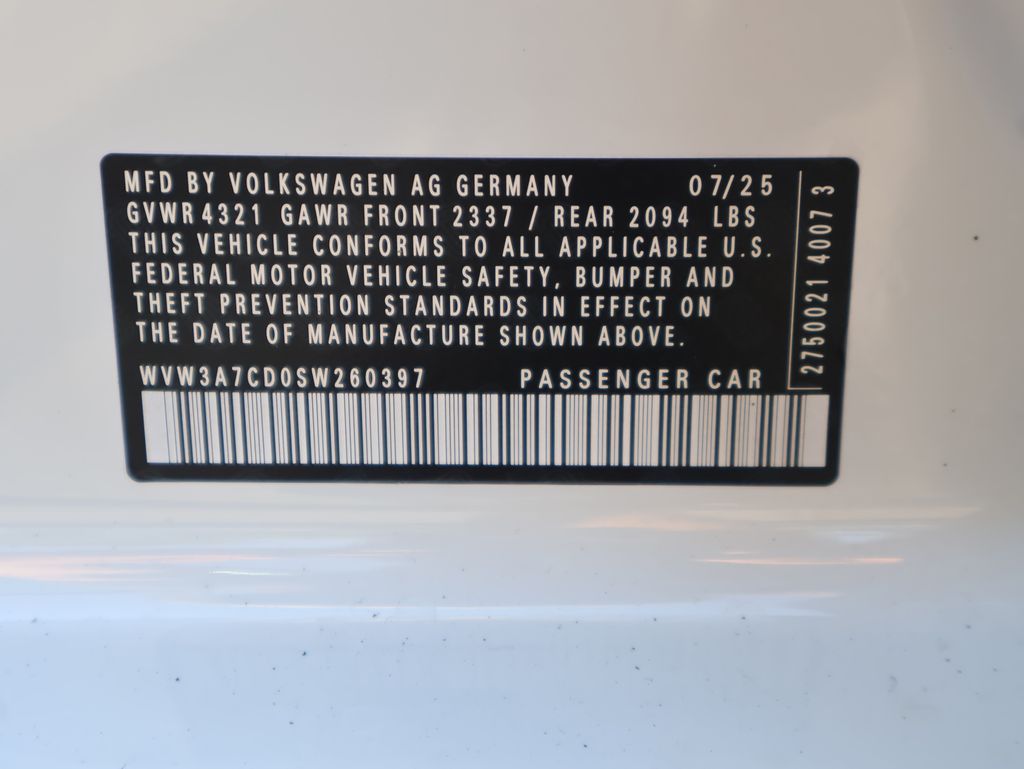 MFD BY VOLKSWAGEN AG GERMANY 07/25
GVWR 4321 GAWR FRONT 2337 / REAR 2094 LBS
THIS VEHICLE CONFORMS TO ALL APPLICABLE U.S.
FEDERAL MOTOR VEHICLE SAFETY, BUMPER AND
THEFT PREVENTION STANDARDS IN EFFECT ON
THE DATE OF MANUFACTURE SHOWN ABOVE.
WVW3A7CD0SW260397 PASSENGER CAR
2750021 4007 3